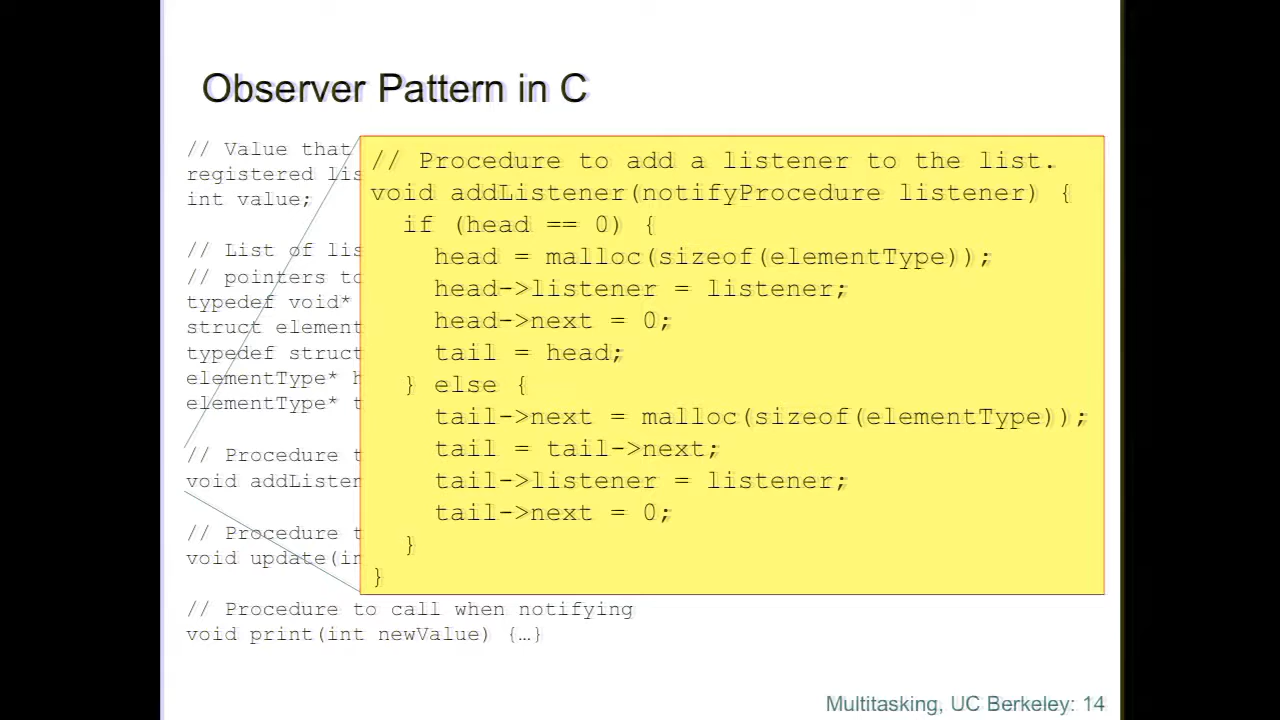 Observer Pattern in C
// Value that
registered lis
int value;
// List of lis
// pointers to
typedef void*
struct element
typedef struct
elementType* h
elementType* t
// Procedure t
void addListen
// Procedure t
void update(in
// Procedure to call when notifying
void print(int newValue) {…}
// Procedure to add a listener to the list.
void addListener(notifyProcedure listener) {
if (head == 0) {
head = malloc(sizeof(elementType));
head->listener = listener;
head->next = 0;
tail = head;
} else {
tail->next = malloc(sizeof(elementType));
tail = tail->next;
tail->listener = listener;
tail->next = 0;
}
}
Multitasking, UC Berkeley: 14